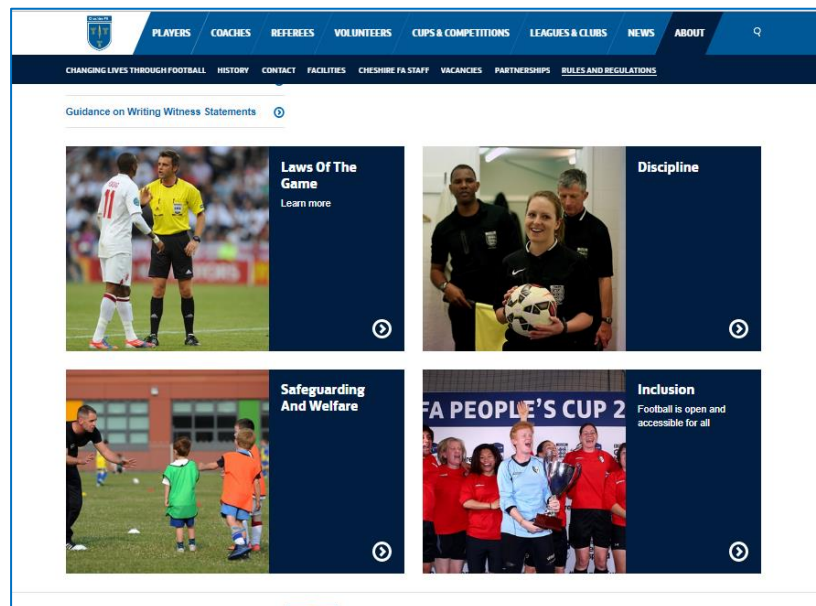 PLAYERS COACHES REFEREES VOLUNTEERS CUPS & COMPETITIONS LEAGUES & CLUBS NEWS ABOUT
CHANGING LIVES THROUGH FOOTBALL HISTORY CONTACT FACILITIES CHESHIRE FA STAFF VACANCIES PARTNERSHIPS RULES AND REGULATIONS
Guidance on Writing Witness Statements
Laws Of The
Game
Learn more
11
Discipline
Safeguarding
And Welfare
FA PEOPLE'S CUP 2
Inclusion
Football is open and
accessible for all